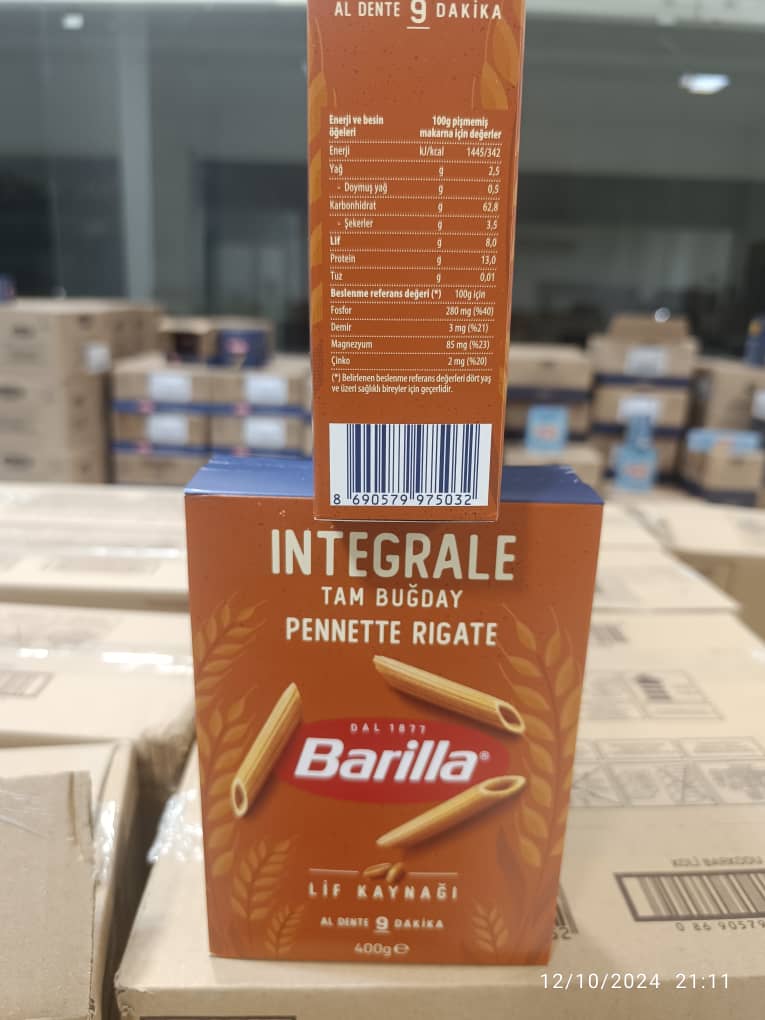 AL DENTE 9 DAKİKA
Enerji ve besin öğeleri 100g pişmemiş makarna için değerler
Enerji kJ/kcal 1445/342
Yağ g 2,5
- Doymuş yağ g 0,5
Karbonhidrat g 62,8
- Şekerler g 3,5
Lif g 8,0
Protein g 13,0
Tuz g 0,01
Beslenme referans değeri (*) 100g için
Fosfor 280 mg (%40)
Demir 3 mg (%21)
Magnezyum 85 mg (%23)
Çinko 2 mg (%20)
(*) Belirlenen beslenme referans değerleri dört yaş
ve üzeri sağlıklı bireyler için geçerlidir.
8 690579 975032
INTEGRALE
TAM BUĞDAY
PENNETTE RIGATE
DAL 1877
Barilla®
LİF KAYNAĞI
AL DENTE 9 DAKİKA
400g ℮
KOLİ BARKODU
0 86 90579
12/10/2024 21:11